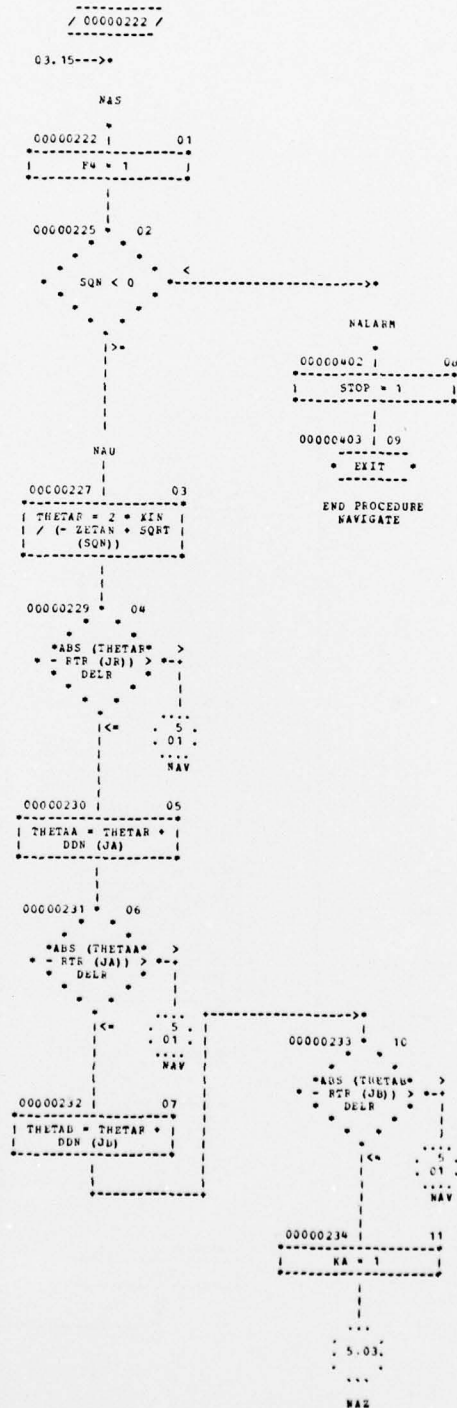 / 00000222 /
03.15--->*
NAS
00000222 01
F4 = 1
00000225 02
SQN < 0
<
>=
NALARM
00000402 08
STOP = 1
00000403 09
EXIT
END PROCEDURE
NAVIGATE
NAU
00000227 03
THETAR = 2 * XIN
/ (- ZETAN + SQRT
(SQN))
00000229 04
ABS (THETAR
- RTR (JR)) >
DELR
>
<=
5
01
NAV
00000230 05
THETAA = THETAR +
DDN (JA)
00000231 06
ABS (THETAA
- RTR (JA)) >
DELR
>
<=
5
01
NAV
00000232 07
THETAB = THETAR +
DDN (JB)
00000233 10
ABS (THETAB
- RTR (JB)) >
DELR
>
<=
5
01
NAV
00000234 11
KA = 1
5.03
NAZ